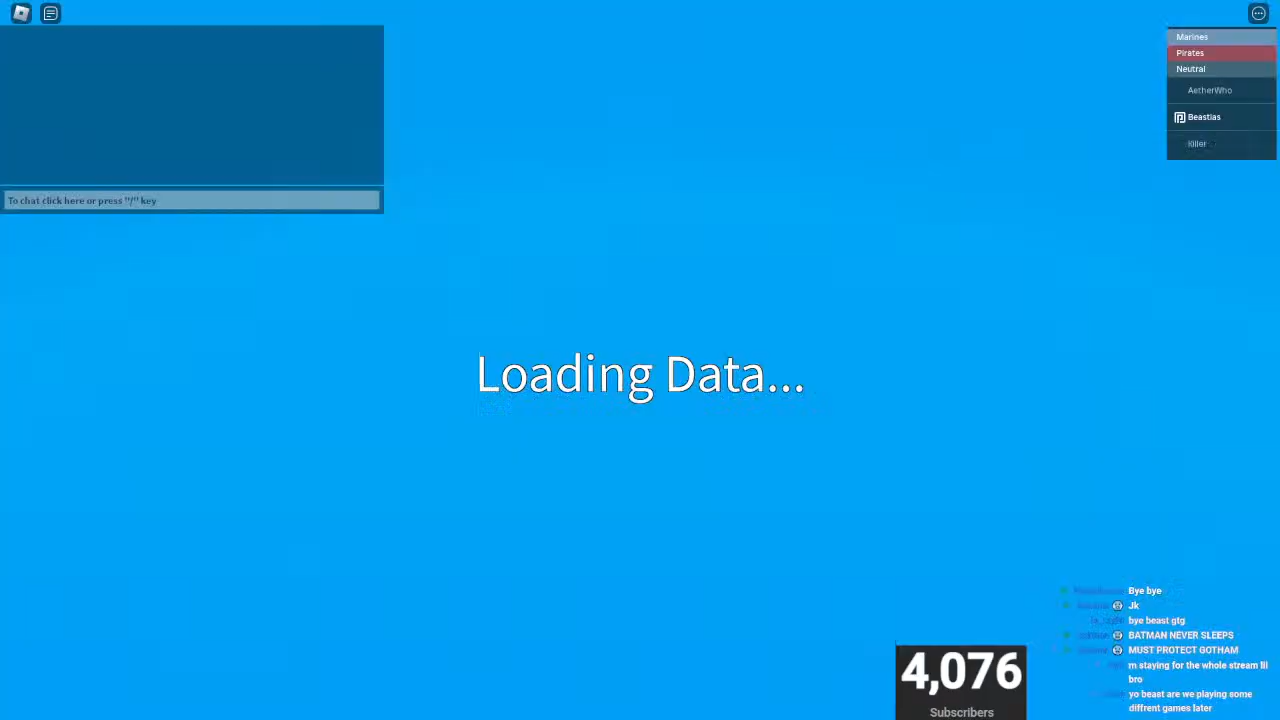 Marines
Pirates
Neutral
AetherWho
Beastias
Killer
To chat click here or press "/" key
Loading Data...
Bye bye
Jk
bye beast gtg
BATMAN NEVER SLEEPS
MUST PROTECT GOTHAM
m staying for the whole stream lil
bro
yo beast are we playing some
diffrent games later
4,076
Subscribers